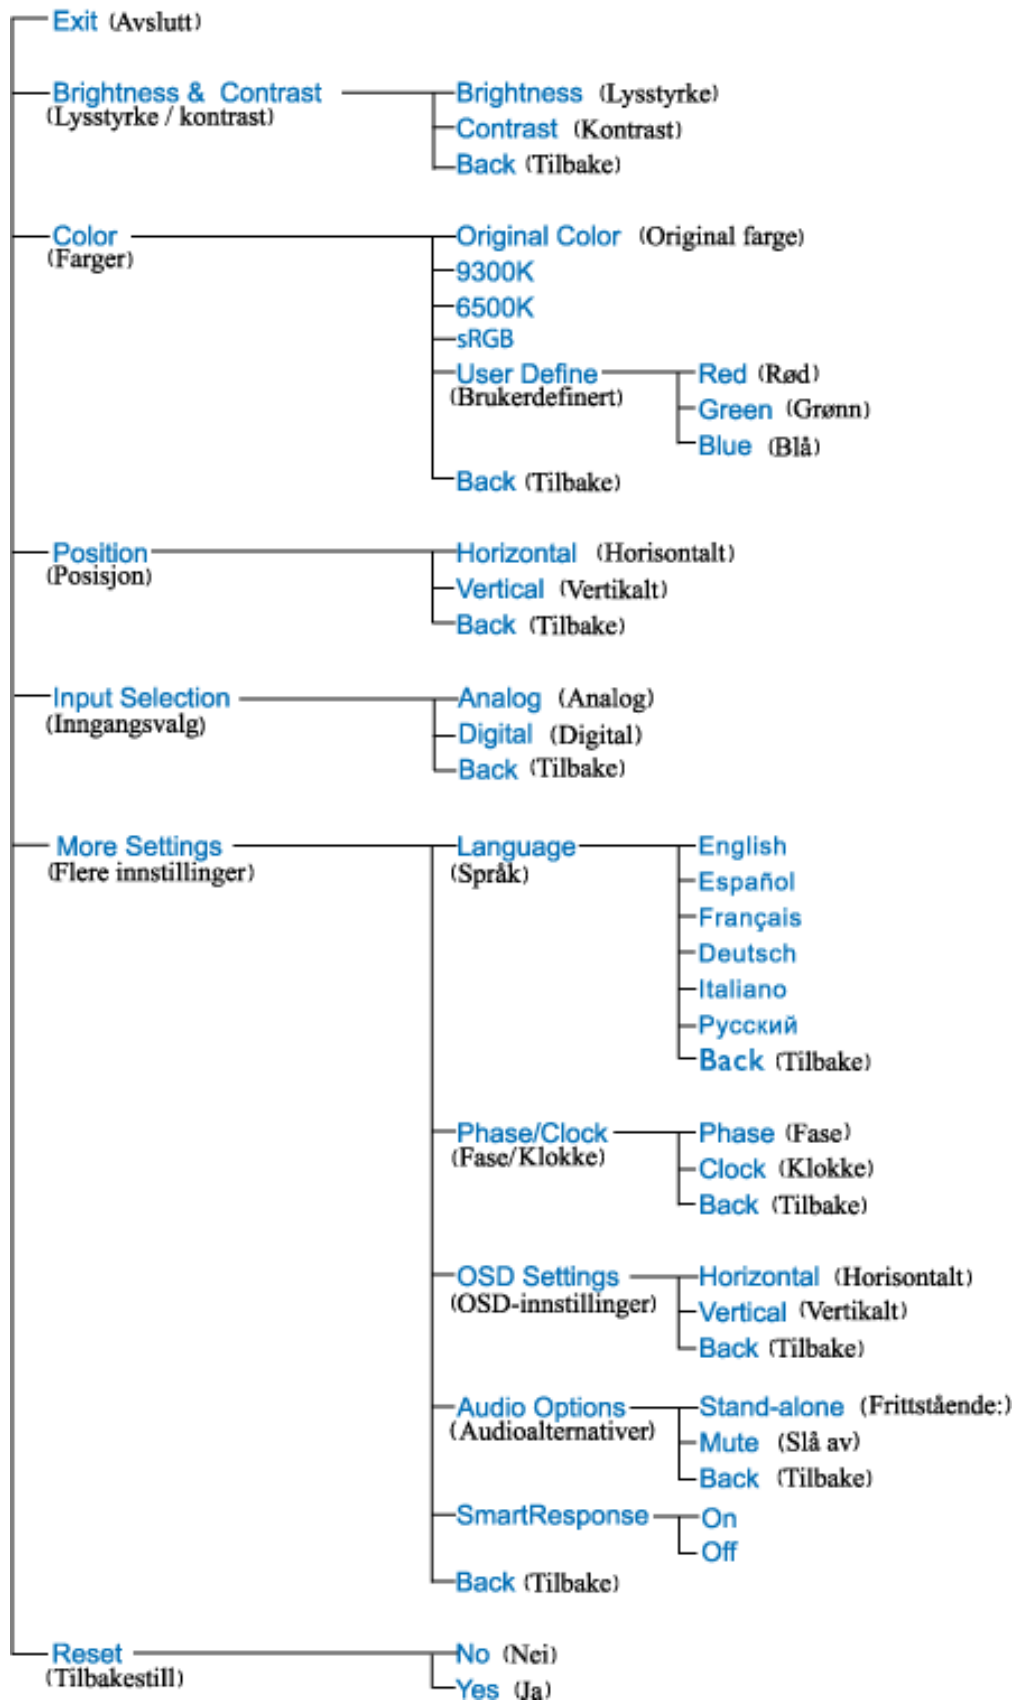 Exit (Avslutt)
Brightness & Contrast
(Lysstyrke / kontrast)
Brightness (Lysstyrke)
Contrast (Kontrast)
Back (Tilbake)
Color
(Farger)
Original Color (Original farge)
9300K
6500K
sRGB
User Define
(Brukerdefinert)
Red (Rød)
Green (Grønn)
Blue (Blå)
Back (Tilbake)
Position
(Posisjon)
Horizontal (Horisontalt)
Vertical (Vertikalt)
Back (Tilbake)
Input Selection
(Inngangsvalg)
Analog (Analog)
Digital (Digital)
Back (Tilbake)
More Settings
(Flere innstillinger)
Language
(Språk)
English
Español
Français
Deutsch
Italiano
Русский
Back (Tilbake)
Phase/Clock
(Fase/Klokke)
Phase (Fase)
Clock (Klokke)
Back (Tilbake)
OSD Settings
(OSD-innstillinger)
Horizontal (Horisontalt)
Vertical (Vertikalt)
Back (Tilbake)
Audio Options
(Audioalternativer)
Stand-alone (Frittstående:)
Mute (Slå av)
Back (Tilbake)
SmartResponse
On
Off
Back (Tilbake)
Reset
(Tilbakestill)
No (Nei)
Yes (Ja)